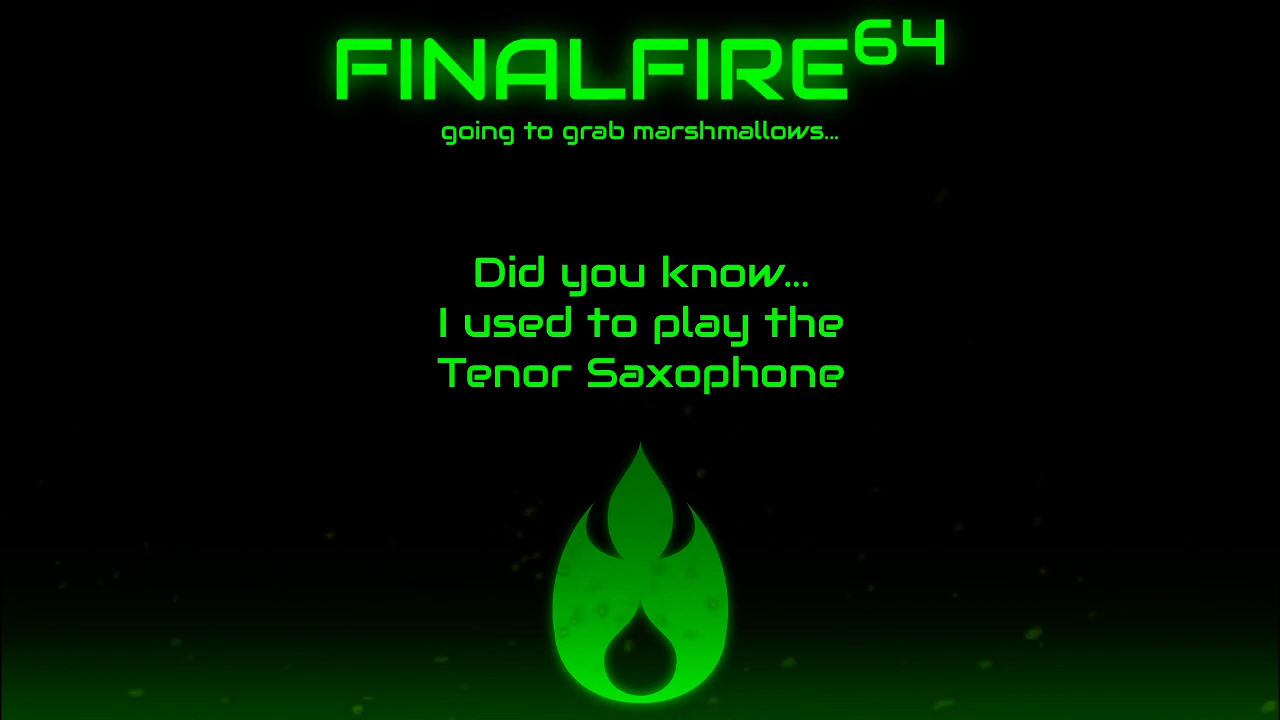 FINALFIRE64
going to grab marshmallows...
Did you know...
I used to play the
Tenor Saxophone